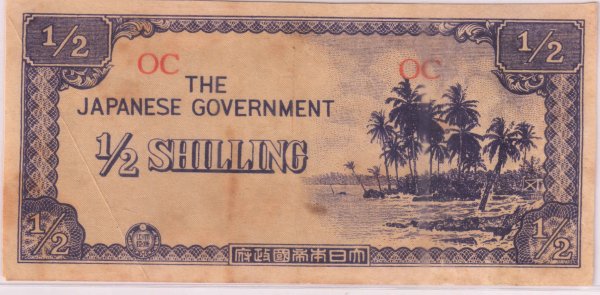 1/2 1/2
OC OC
THE
JAPANESE GOVERNMENT
1/2 SHILLING
1/2 1/2
大日本帝國政府